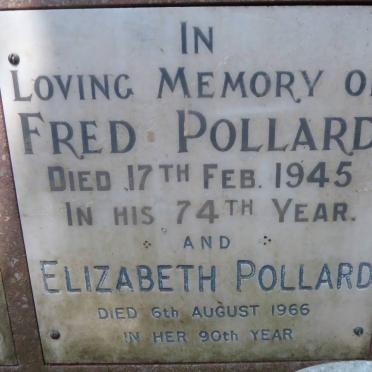 IN
LOVING MEMORY O
FRED POLLARD
DIED 17TH FEB. 1945
IN HIS 74TH YEAR.
AND
ELIZABETH POLLARD
DIED 6th AUGUST 1966
IN HER 90th YEAR